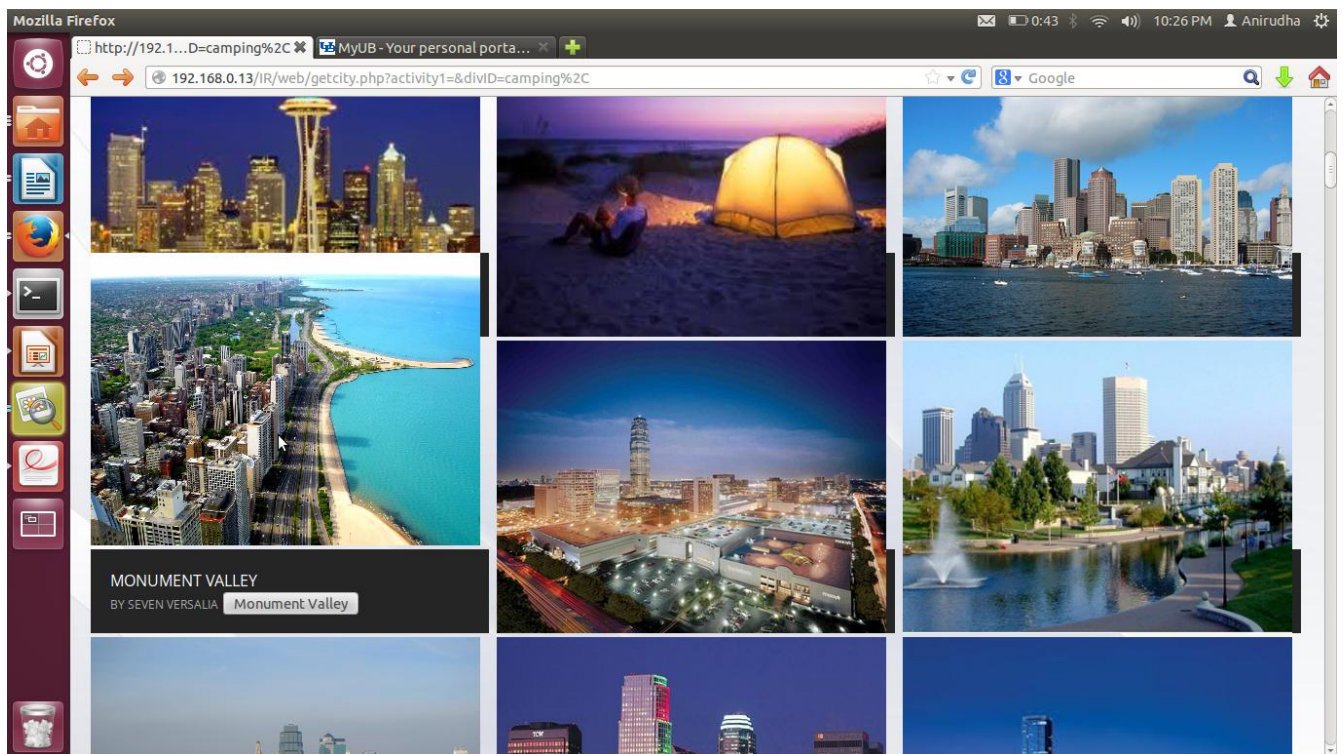 Mozilla Firefox
0:43
10:26 PM
Anirudha
http://192.1...D=camping%2C
MyUB - Your personal porta...
192.168.0.13/IR/web/getcity.php?activity1=&divID=camping%2C
Google
MONUMENT VALLEY
BY SEVEN VERSALIA
Monument Valley